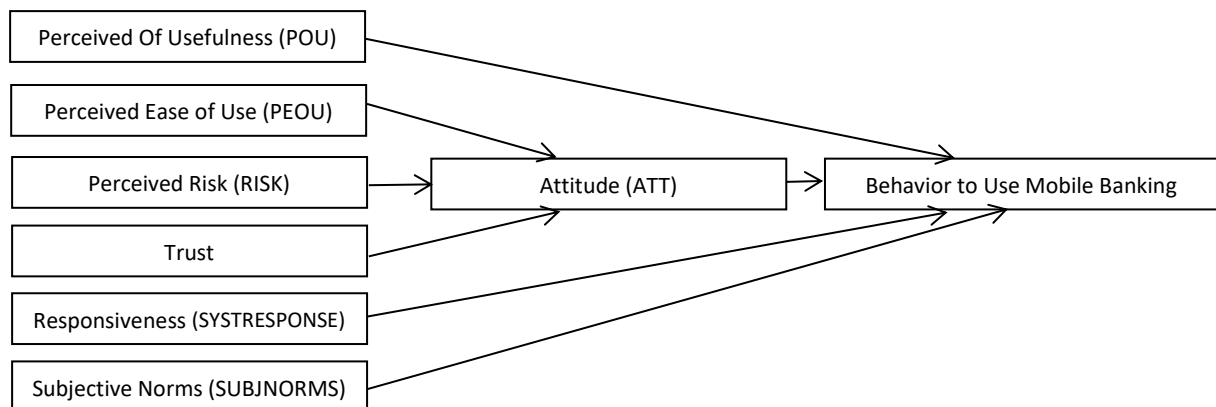 Perceived Of Usefulness (POU)
Perceived Ease of Use (PEOU)
Perceived Risk (RISK)
Attitude (ATT)
Behavior to Use Mobile Banking
Trust
Responsiveness (SYSTRESPONSE)
Subjective Norms (SUBJNORMS)